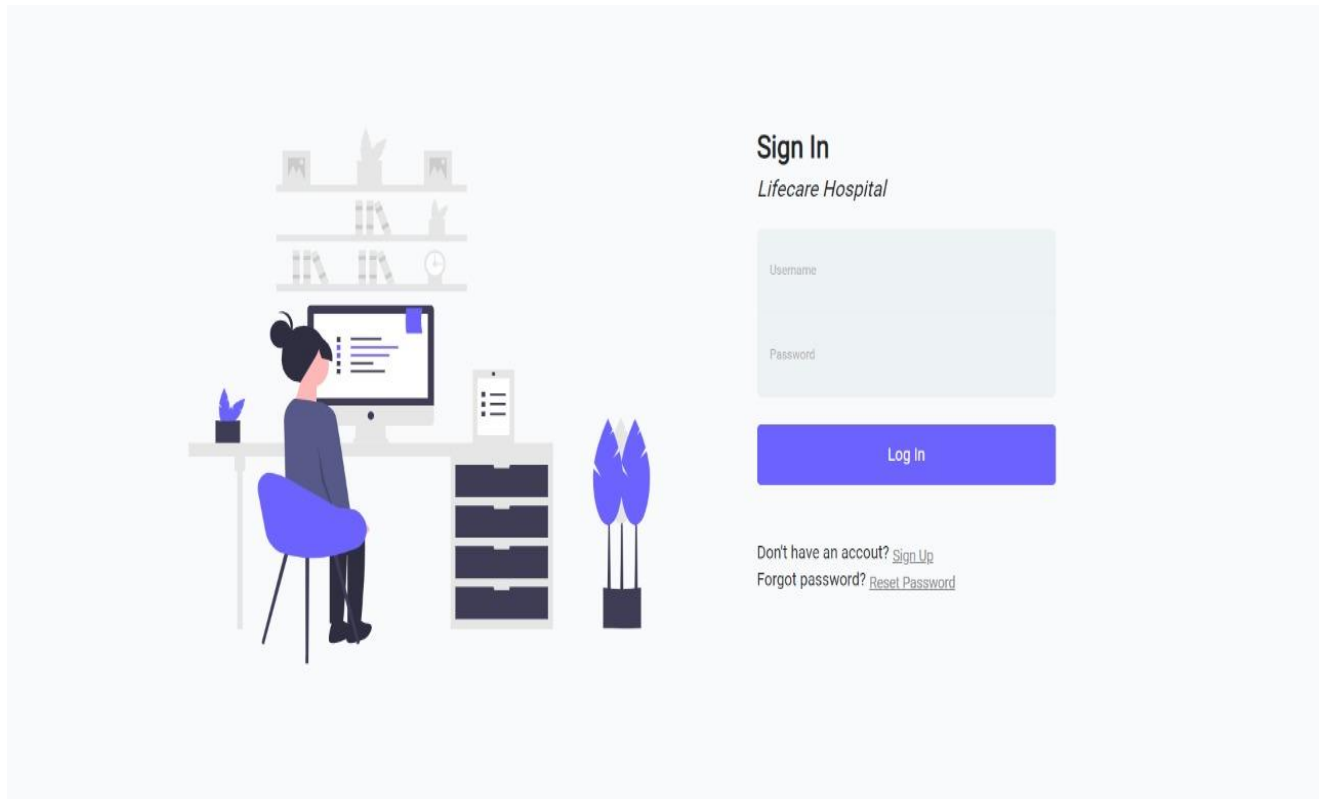 Sign In
Lifecare Hospital
Username
Password
Log In
Don't have an accout? Sign Up
Forgot password? Reset Password